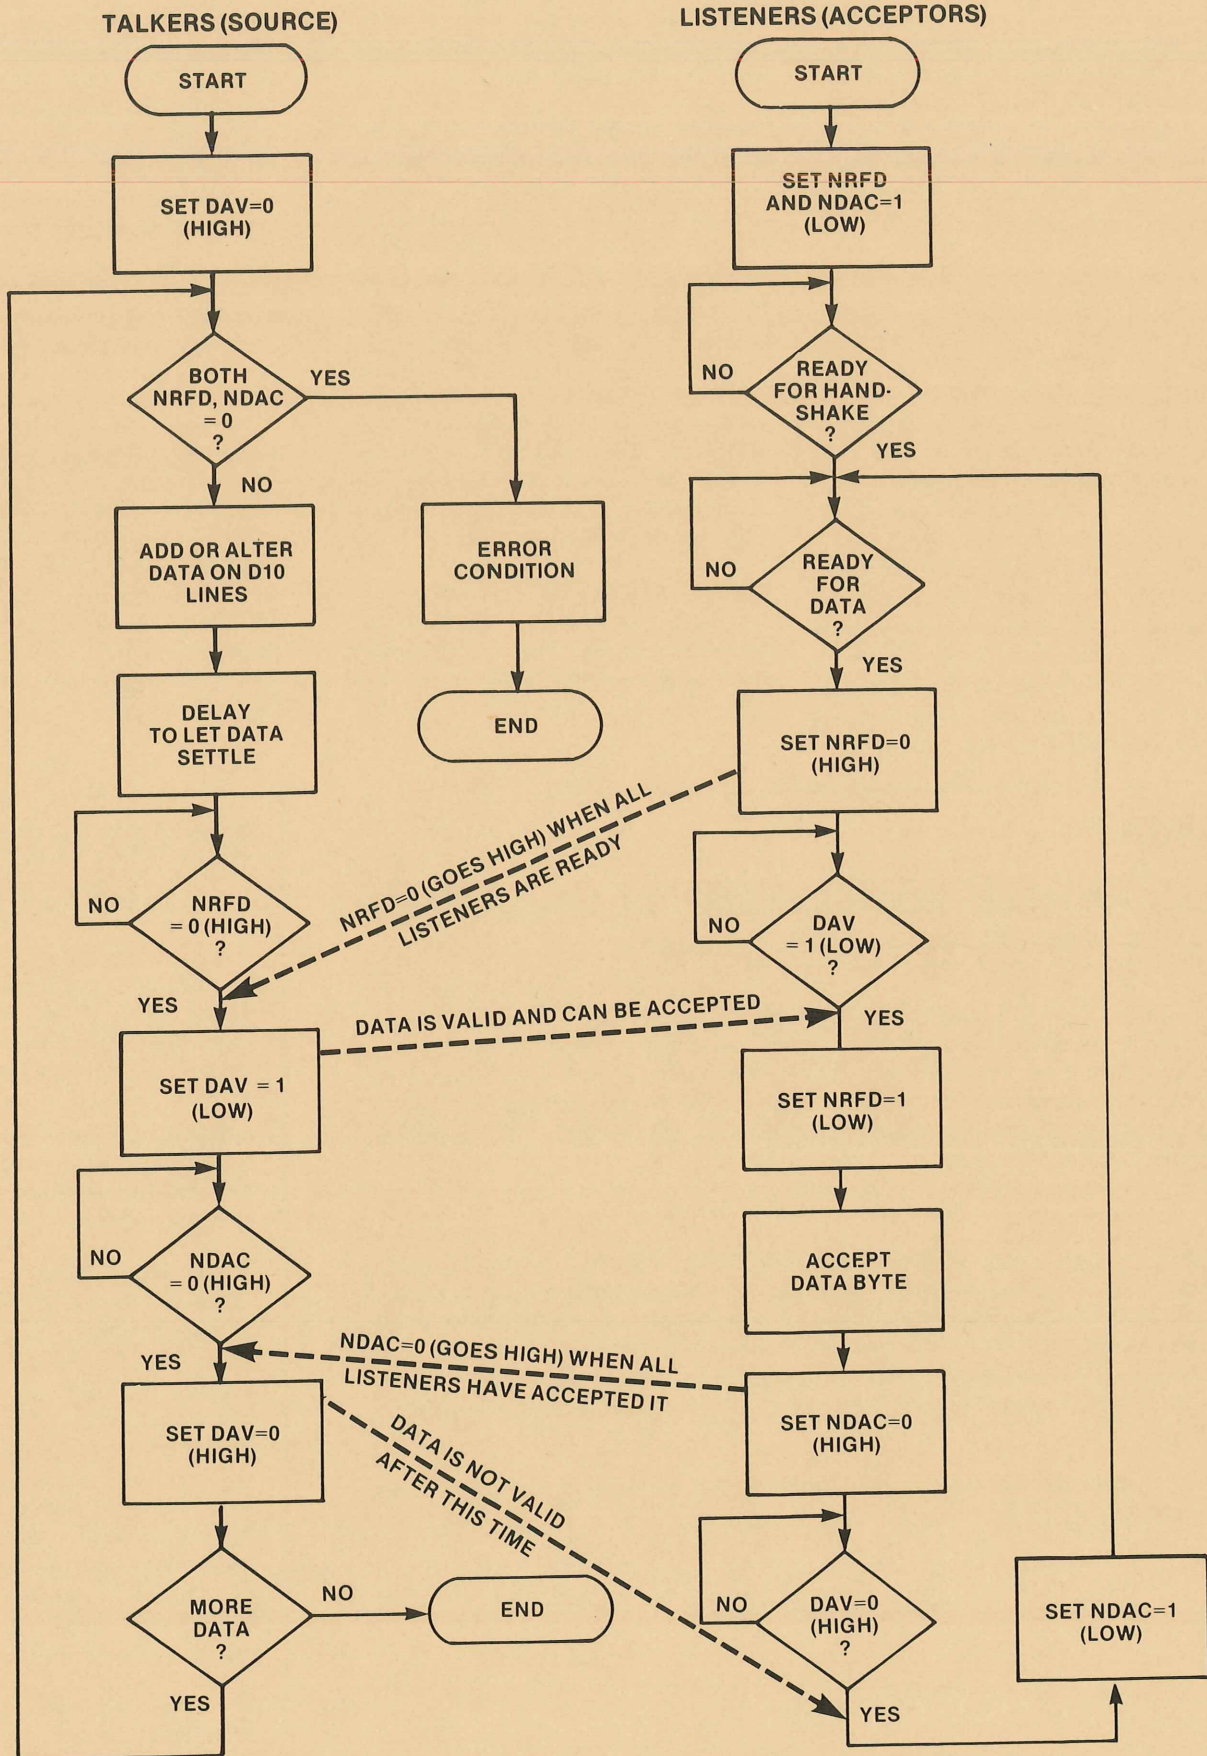 TALKERS (SOURCE)
START
SET DAV=0
(HIGH)
BOTH
NRFD, NDAC
= 0
?
YES
NO
ADD OR ALTER
DATA ON D10
LINES
ERROR
CONDITION
END
DELAY
TO LET DATA
SETTLE
NO
NRFD
= 0 (HIGH)
?
YES
SET DAV = 1
(LOW)
NO
NDAC
= 0 (HIGH)
?
YES
SET DAV=0
(HIGH)
MORE
DATA
?
NO
END
YES
NRFD=0 (GOES HIGH) WHEN ALL
LISTENERS ARE READY
DATA IS VALID AND CAN BE ACCEPTED
NDAC=0 (GOES HIGH) WHEN ALL
LISTENERS HAVE ACCEPTED IT
DATA IS NOT VALID
AFTER THIS TIME
LISTENERS (ACCEPTORS)
START
SET NRFD
AND NDAC=1
(LOW)
NO
READY
FOR HAND-
SHAKE
?
YES
NO
READY
FOR
DATA
?
YES
SET NRFD=0
(HIGH)
NO
DAV
= 1 (LOW)
?
YES
SET NRFD=1
(LOW)
ACCEPT
DATA BYTE
SET NDAC=0
(HIGH)
NO
DAV=0
(HIGH)
?
YES
SET NDAC=1
(LOW)